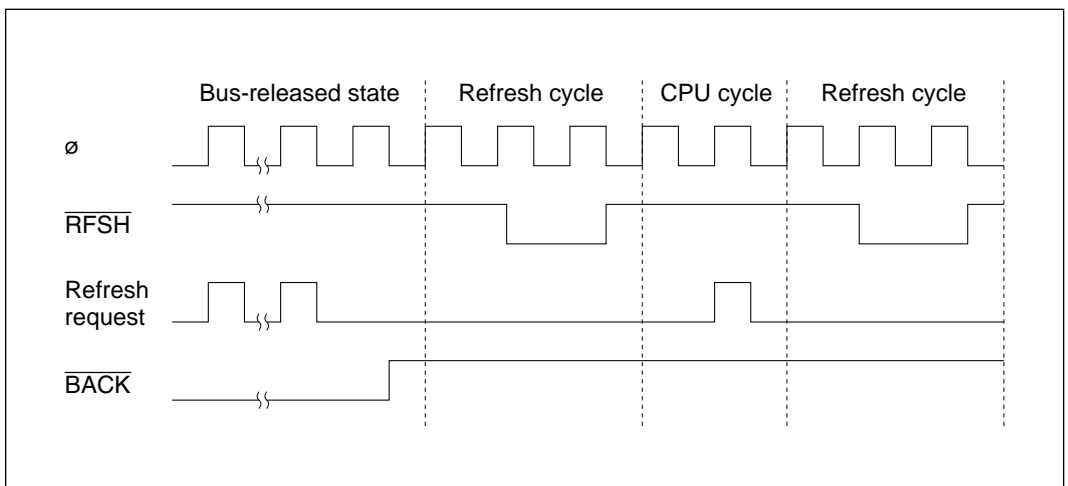 Bus-released state Refresh cycle CPU cycle Refresh cycle
ø
RFSH
Refresh
request
BACK